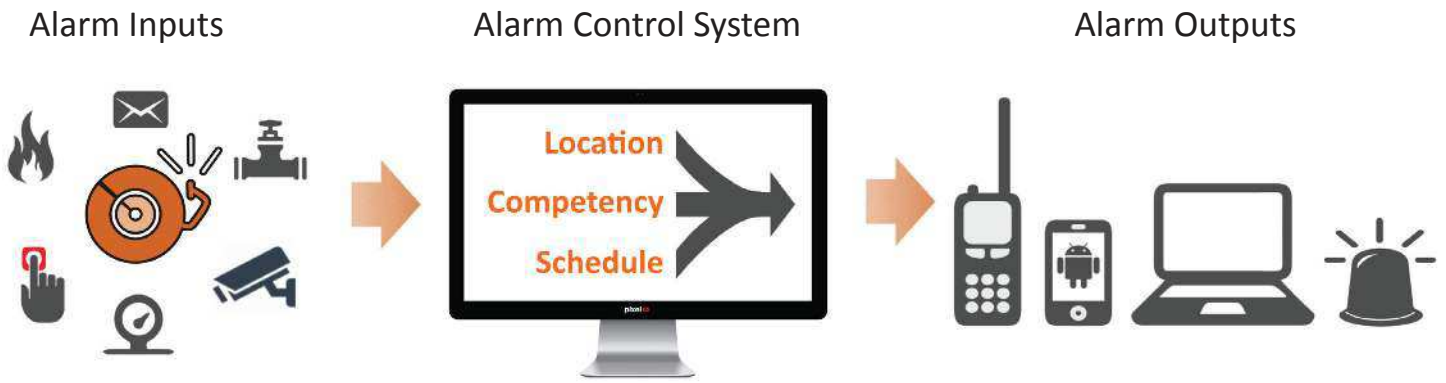 Alarm Inputs
Alarm Control System
Alarm Outputs
Location
Competency
Schedule